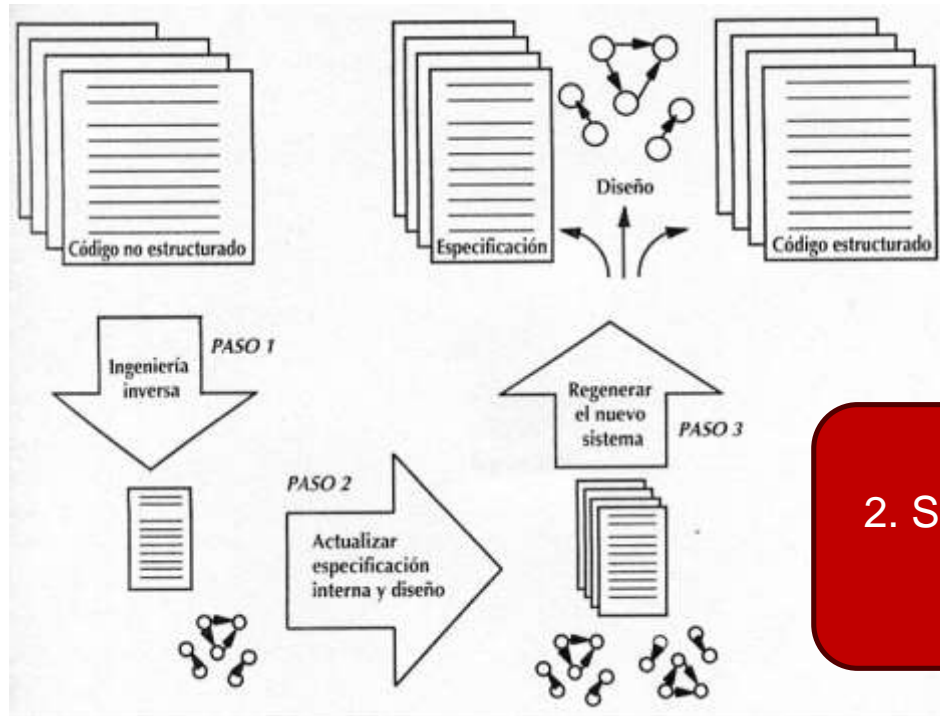 Código no estructurado
Especificación
Diseño
Código estructurado
Ingeniería
inversa
PASO 1
PASO 2
Actualizar
especificación
interna y diseño
Regenerar
el nuevo
sistema
PASO 3
2. S